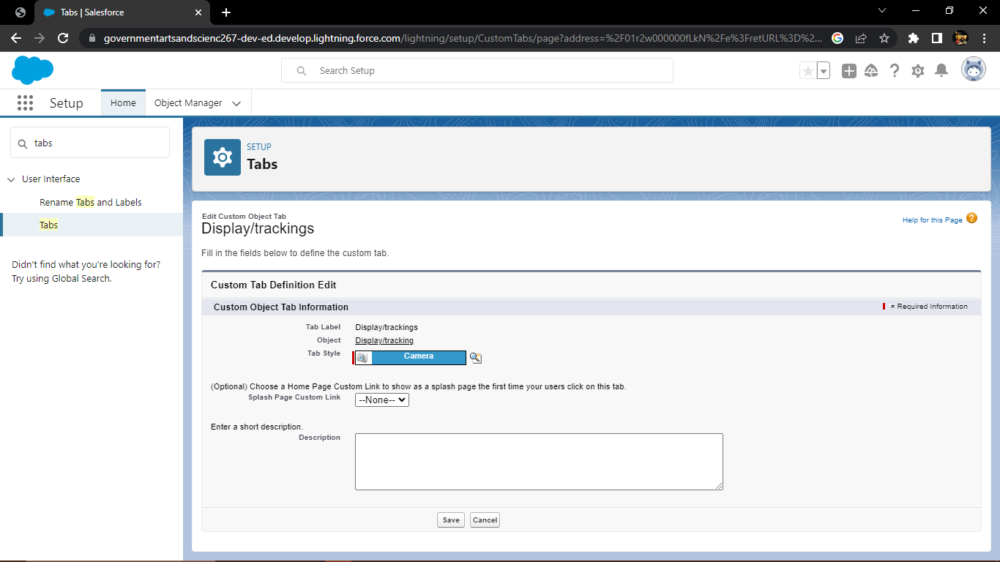 Tabs | Salesforce
governmentartsandscienc267-dev-ed.develop.lightning.force.com/lightning/setup/CustomTabs/page?address=%2F01r2w000000fLkN%2Fe%3FretURL%3D%2...
Search Setup
Setup
Home
Object Manager
tabs
User Interface
Rename Tabs and Labels
Tabs
Didn't find what you're looking for?
Try using Global Search.
SETUP
Tabs
Edit Custom Object Tab
Display/trackings
Help for this Page ?
Fill in the fields below to define the custom tab.
Custom Tab Definition Edit
Custom Object Tab Information
= Required Information
Tab Label Display/trackings
Object Display/tracking
Tab Style Camera
(Optional) Choose a Home Page Custom Link to show as a splash page the first time your users click on this tab.
Splash Page Custom Link --None--
Enter a short description.
Description
Save Cancel